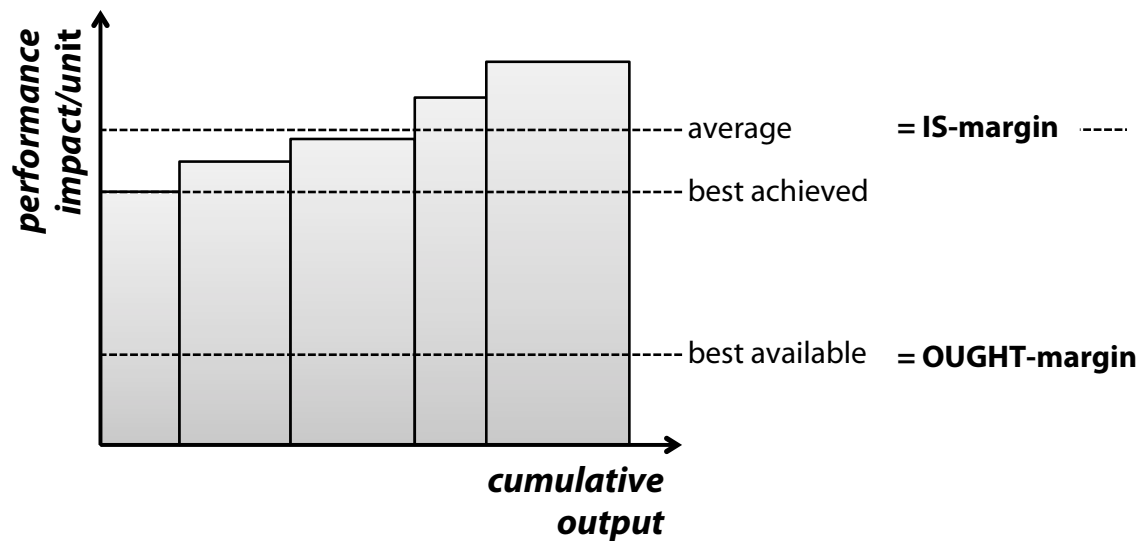 performance
impact/unit
average = IS-margin
best achieved
best available = OUGHT-margin
cumulative
output